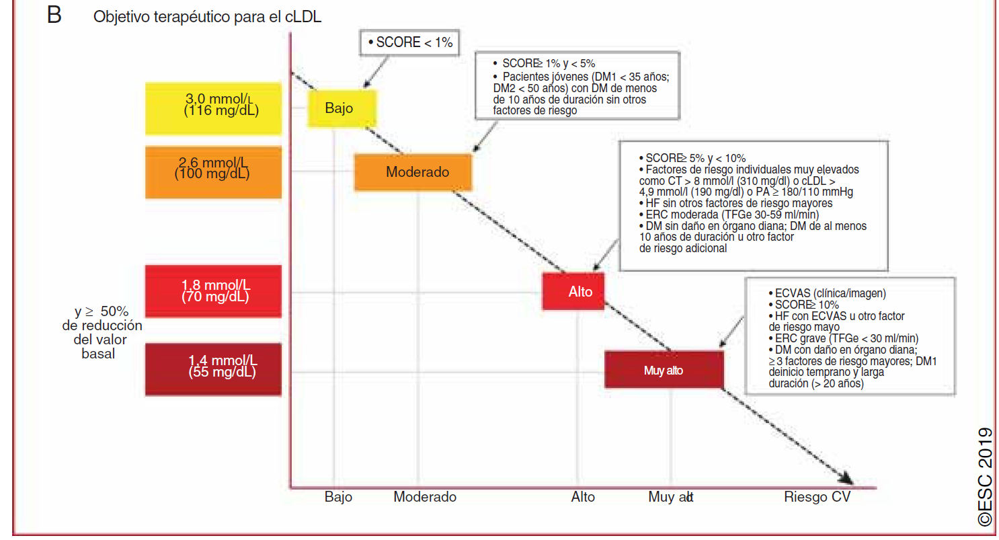 B Objetivo terapéutico para el cLDL
• SCORE < 1%
• SCORE≥ 1% y < 5%
• Pacientes jóvenes (DM1 < 35 años;
DM2 < 50 años) con DM de menos
de 10 años de duración sin otros
factores de riesgo
3,0 mmol/L
(116 mg/dL)
Bajo
2,6 mmol/L
(100 mg/dL)
Moderado
• SCORE≥ 5% y < 10%
• Factores de riesgo individuales muy elevados
como CT > 8 mmol/l (310 mg/dl) o cLDL >
4,9 mmol/l (190 mg/dl) o PA ≥ 180/110 mmHg
• HF sin otros factores de riesgo mayores
• ERC moderada (TFGe 30-59 ml/min)
• DM sin daño en órgano diana; DM de al menos
10 años de duración u otro factor
de riesgo adicional
1,8 mmol/L
(70 mg/dL)
Alto
y ≥ 50%
de reducción
del valor
basal
• ECVAS (clínica/imagen)
• SCORE≥ 10%
• HF con ECVAS u otro factor
de riesgo mayo
• ERC grave (TFGe < 30 ml/min)
• DM con daño en órgano diana;
≥ 3 factores de riesgo mayores; DM1
deinicio temprano y larga
duración (> 20 años)
1,4 mmol/L
(55 mg/dL)
Muy alto
Bajo Moderado Alto Muy alt Riesgo CV
©ESC 2019